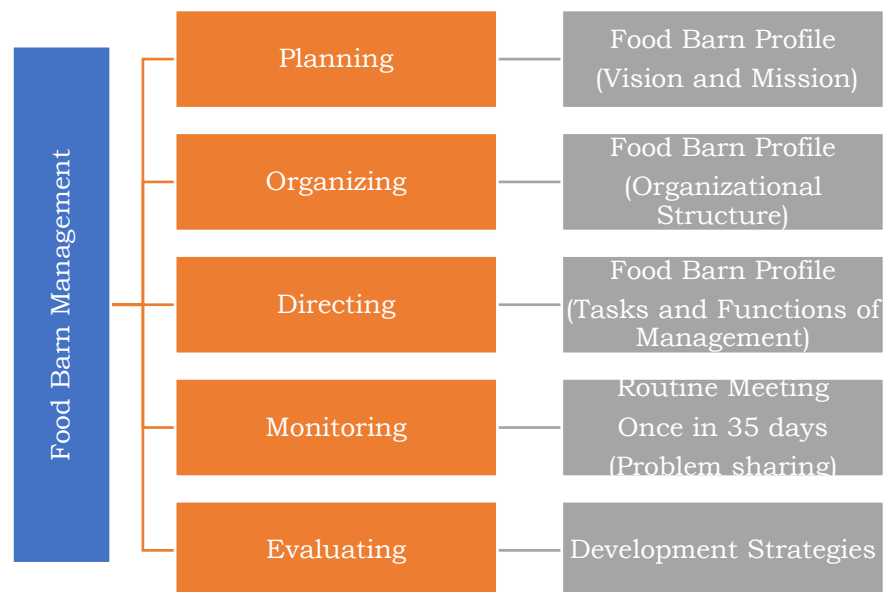 Food Barn Management
Planning
Food Barn Profile
(Vision and Mission)
Organizing
Food Barn Profile
(Organizational
Structure)
Directing
Food Barn Profile
(Tasks and Functions of
Management)
Monitoring
Routine Meeting
Once in 35 days
(Problem sharing)
Evaluating
Development Strategies